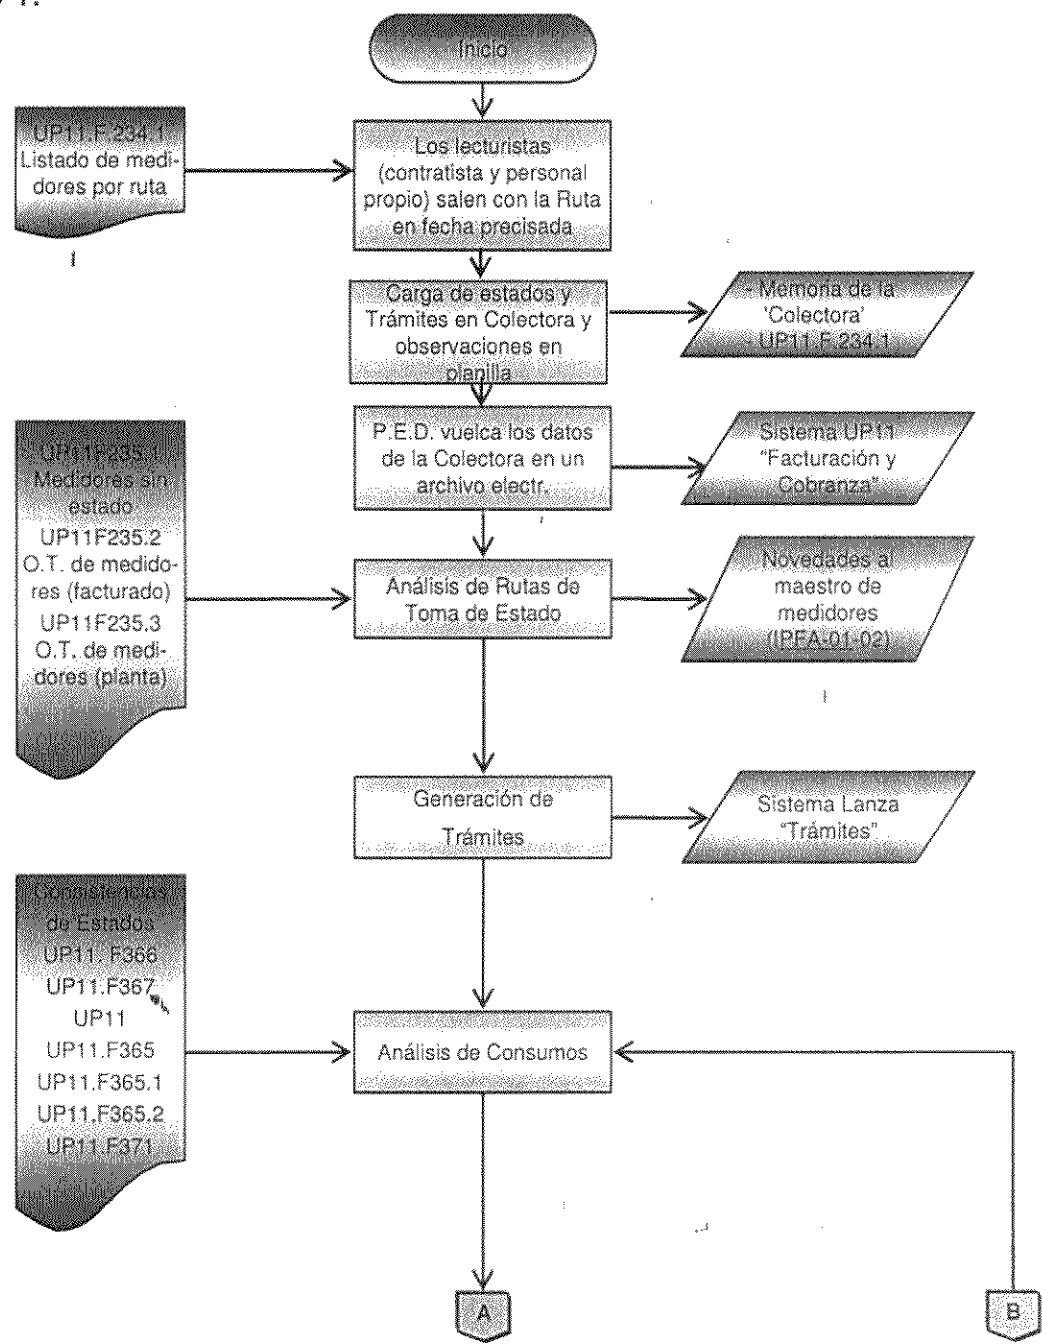 Inicio
UP11.F.234.1
Listado de medi-
dores por ruta
Los lecturistas
(contratista y personal
propio) salen con la Ruta
en fecha precisada
Carga de estados y
Trámites en Colectora y
observaciones en
planilla
- Memoria de la
'Colectora'
- UP11.F.234.1
P.E.D. vuelca los datos
de la Colectora en un
archivo electr.
Sistema UP11
"Facturación y
Cobranza"
UP11F235.1
Medidores sin
estado
UP11F235.2
O.T. de medido-
res (facturado)
UP11F235.3
O.T. de medi-
dores (planta)
Análisis de Rutas de
Toma de Estado
Novedades al
maestro de
medidores
(IPFA-01-02)
Generación de
Trámites
Sistema Lanza
"Trámites"
Consistencias
de Estados
UP11. F366
UP11.F367
UP11
UP11.F365
UP11.F365.1
UP11.F365.2
UP11.F371
Análisis de Consumos
A
B